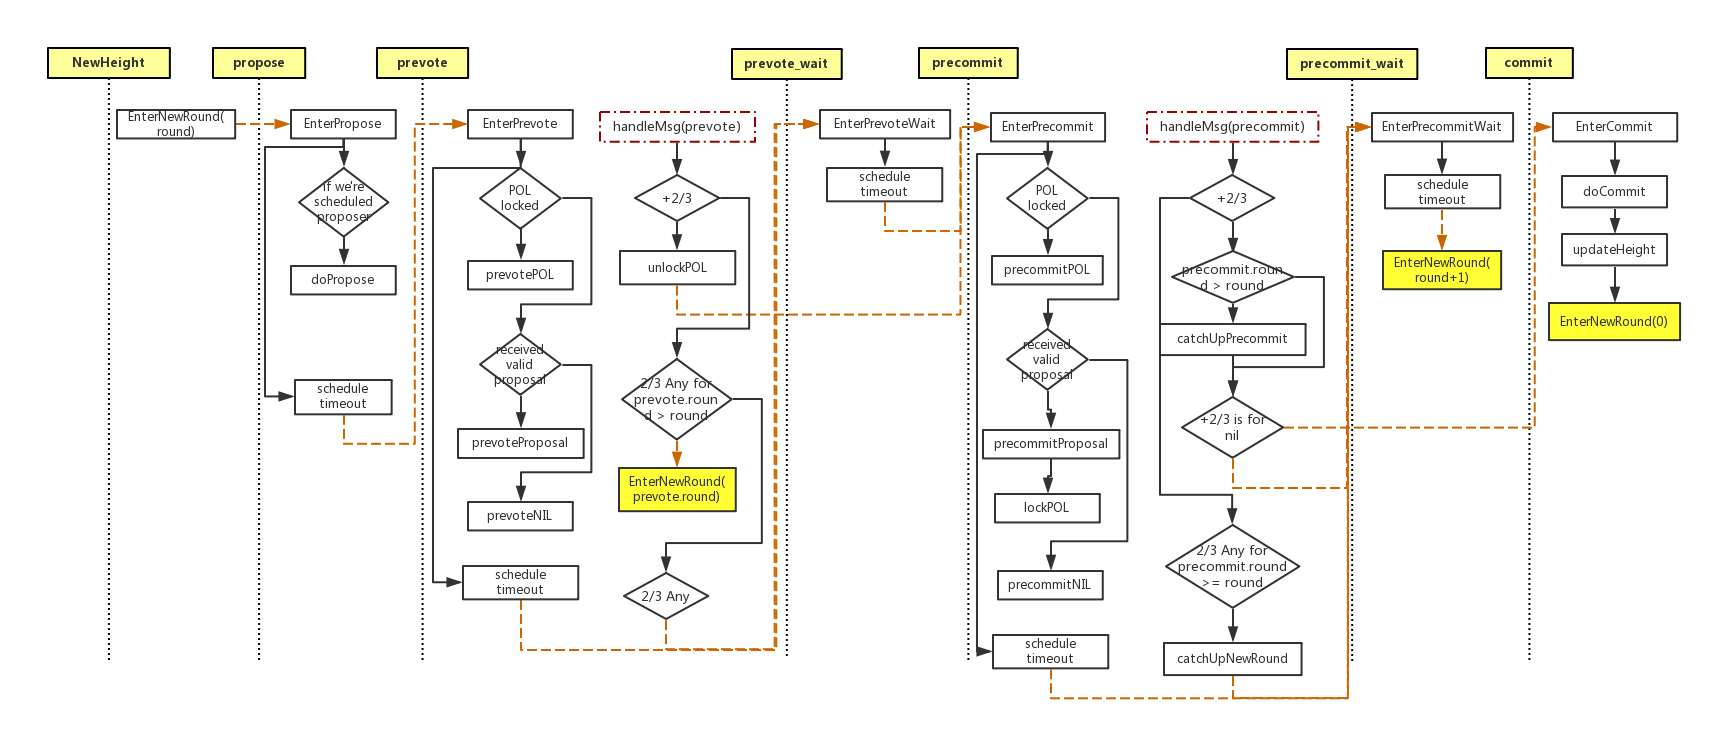 NewHeight
propose
prevote
prevote_wait
precommit
precommit_wait
commit
EnterNewRound(
round)
EnterPropose
If we're
scheduled
proposer
doPropose
schedule
timeout
EnterPrevote
POL
locked
prevotePOL
received
valid
proposal
prevoteProposal
prevoteNIL
schedule
timeout
handleMsg(prevote)
+2/3
unlockPOL
2/3 Any for
prevote.roun
d > round
EnterNewRound(
prevote.round)
2/3 Any
EnterPrevoteWait
schedule
timeout
EnterPrecommit
POL
locked
precommitPOL
received
valid
proposal
precommitProposal
lockPOL
precommitNIL
schedule
timeout
handleMsg(precommit)
+2/3
precommit.roun
d > round
catchUpPrecommit
+2/3 is for
nil
2/3 Any for
precommit.round
>= round
catchUpNewRound
EnterPrecommitWait
schedule
timeout
EnterNewRound(
round+1)
EnterCommit
doCommit
updateHeight
EnterNewRound(0)